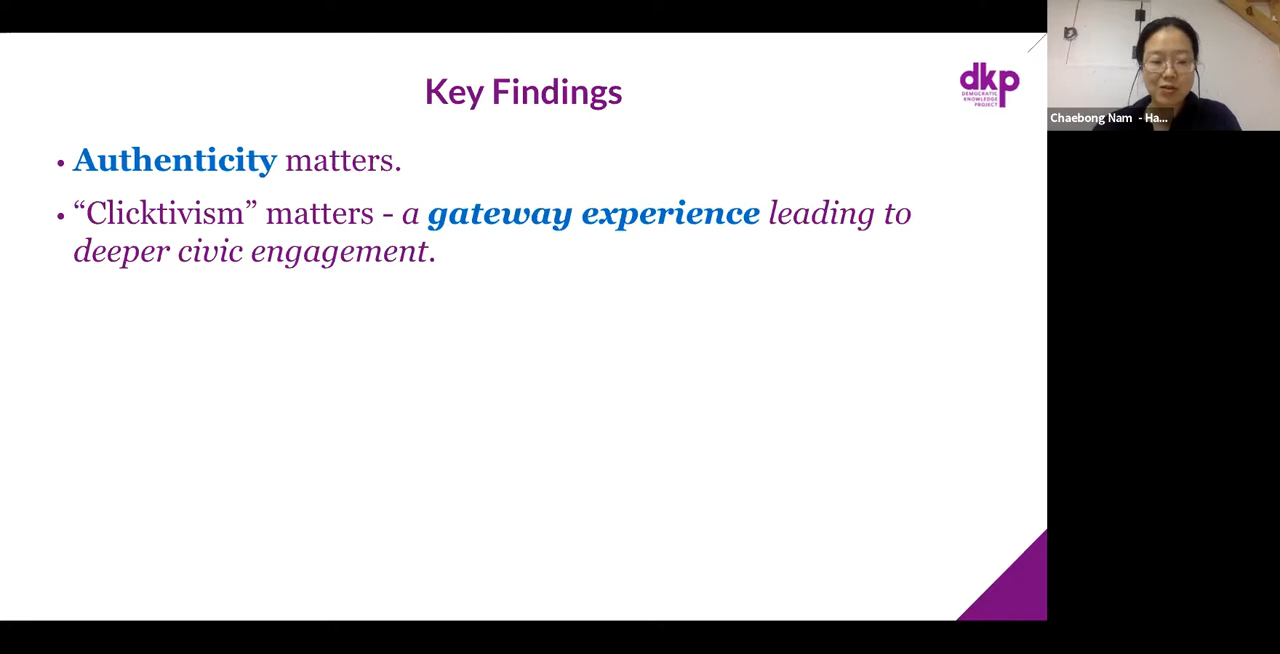 Key Findings
dkp
DEMOCRATIC
KNOWLEDGE
PROJECT
• Authenticity matters.
• “Clicktivism” matters - a gateway experience leading to
deeper civic engagement.
Chaebong Nam - Ha...